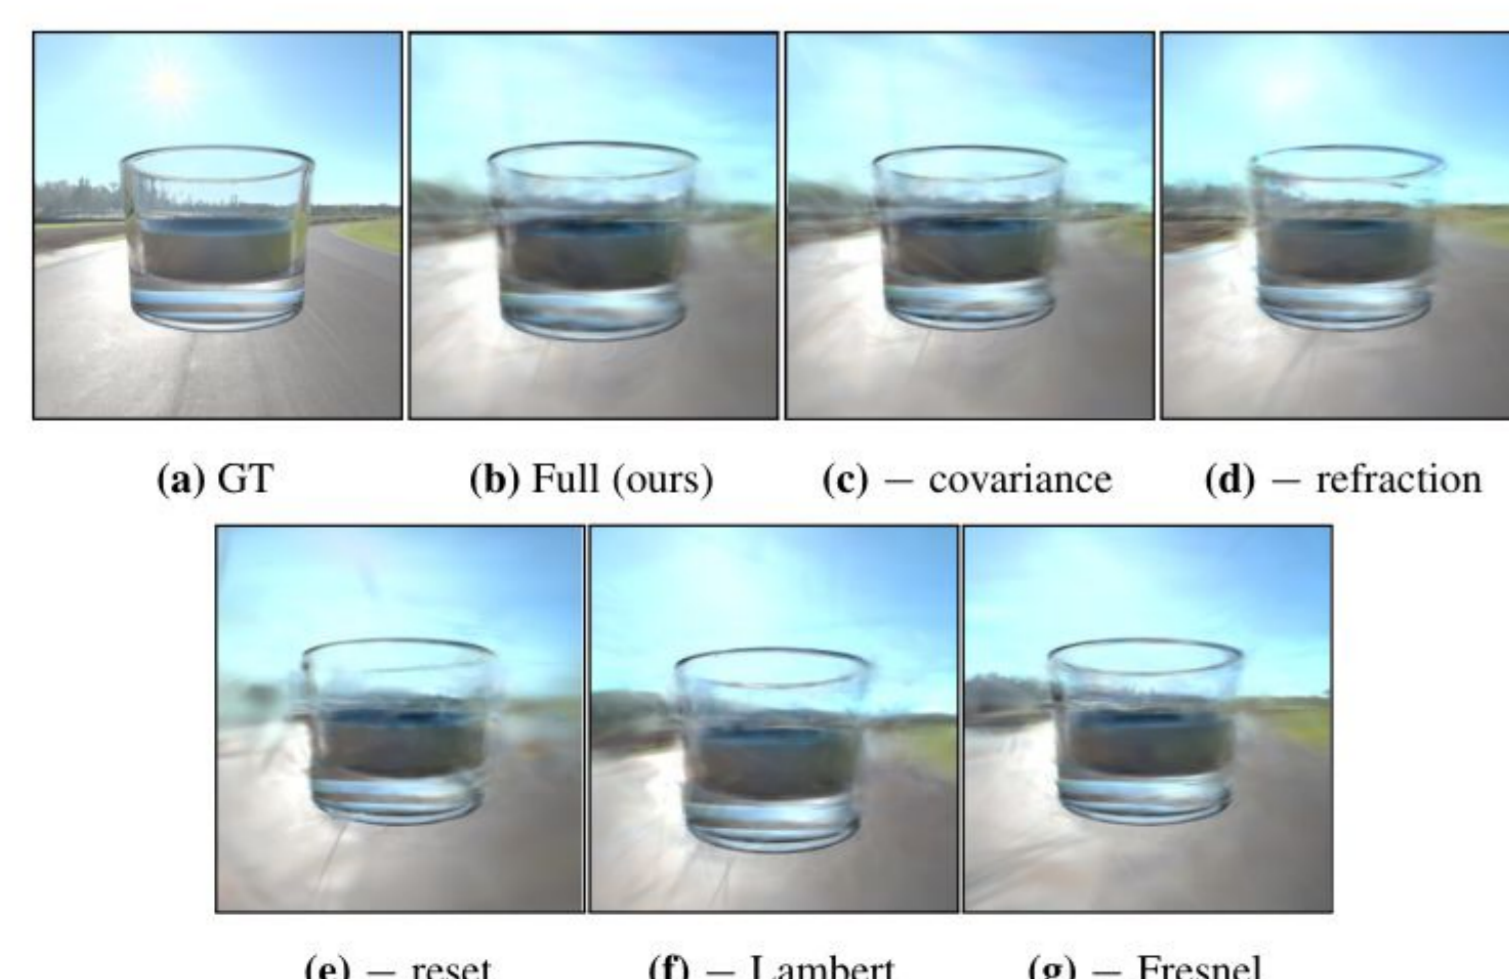 (a) GT
(b) Full (ours)
(c) − covariance
(d) − refraction
(e) − reset
(f) − Lambert
(g) − Fresnel